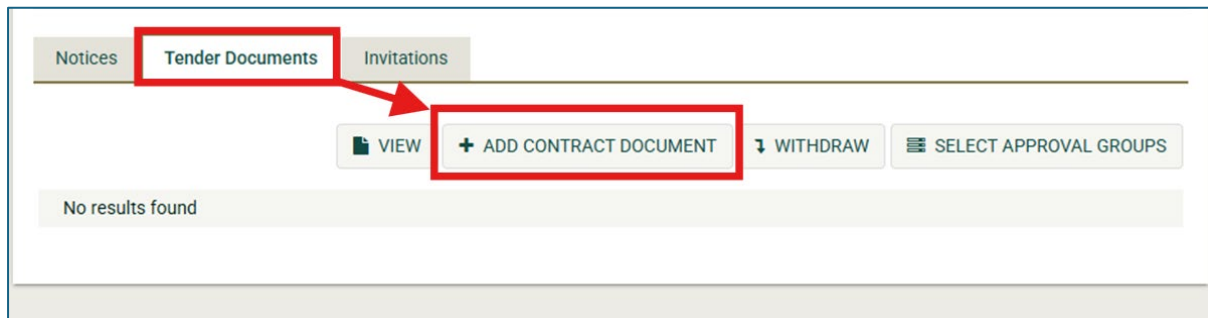 Notices Tender Documents Invitations
VIEW + ADD CONTRACT DOCUMENT WITHDRAW SELECT APPROVAL GROUPS
No results found